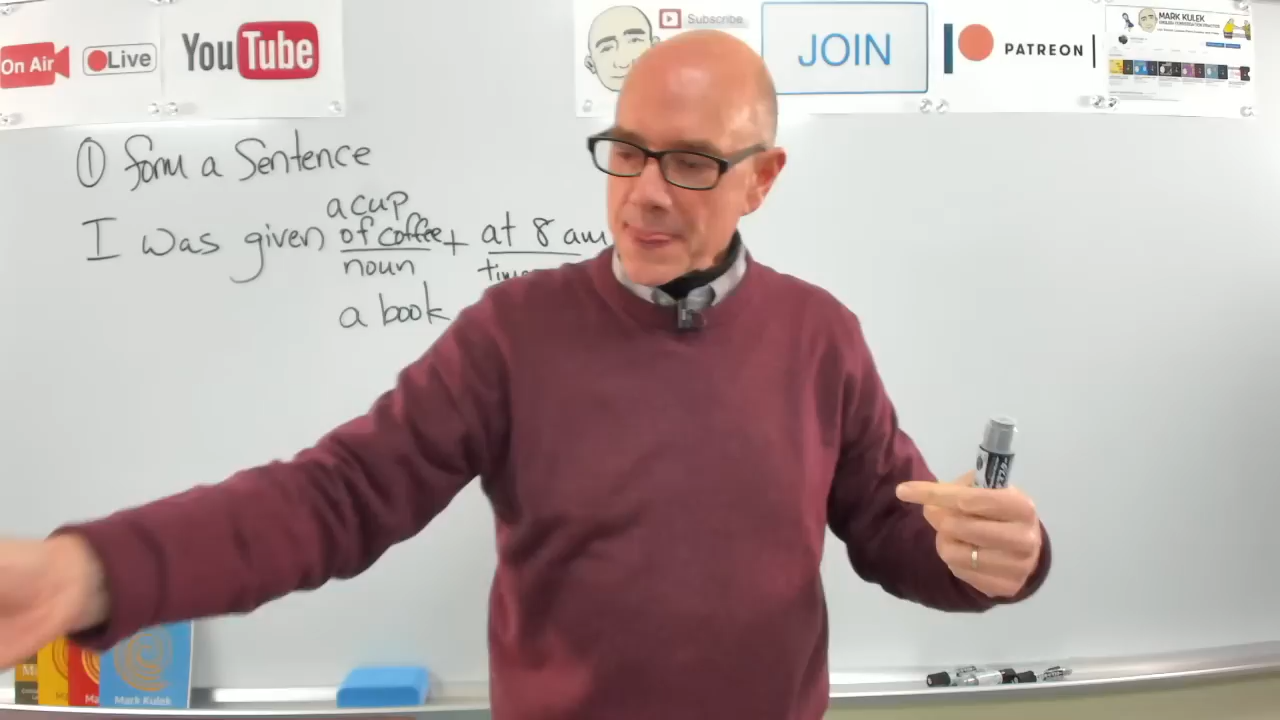 On Air
Live
YouTube
Subscribe
JOIN
PATREON
MARK KULEK
① Form a Sentence
a cup
I was given of coffee + at 8 am
noun
a book
Mark Kulek